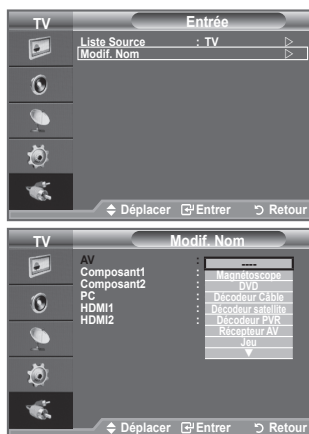 TV Entrée
Liste Source : TV
Modif. Nom
Déplacer Entrer Retour
TV Modif. Nom
AV : ----
Composant1 : Magnétoscope
Composant2 : DVD
PC : Décodeur Câble
HDMI1 : Décodeur satellite
HDMI2 : Décodeur PVR
Récepteur AV
Jeu
Déplacer Entrer Retour